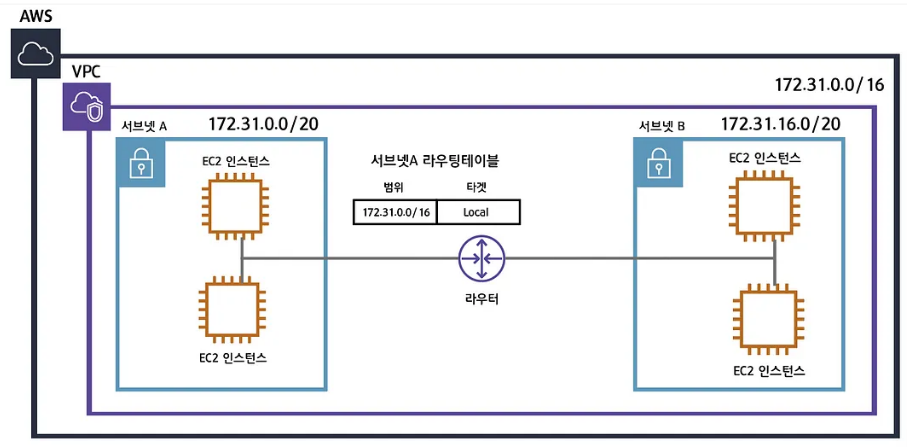 AWS
VPC
172.31.0.0/16
서브넷 A
172.31.0.0/20
서브넷 B
172.31.16.0/20
EC2 인스턴스
서브넷A 라우팅테이블
EC2 인스턴스
범위
타겟
172.31.0.0/16
Local
라우터
EC2 인스턴스
EC2 인스턴스